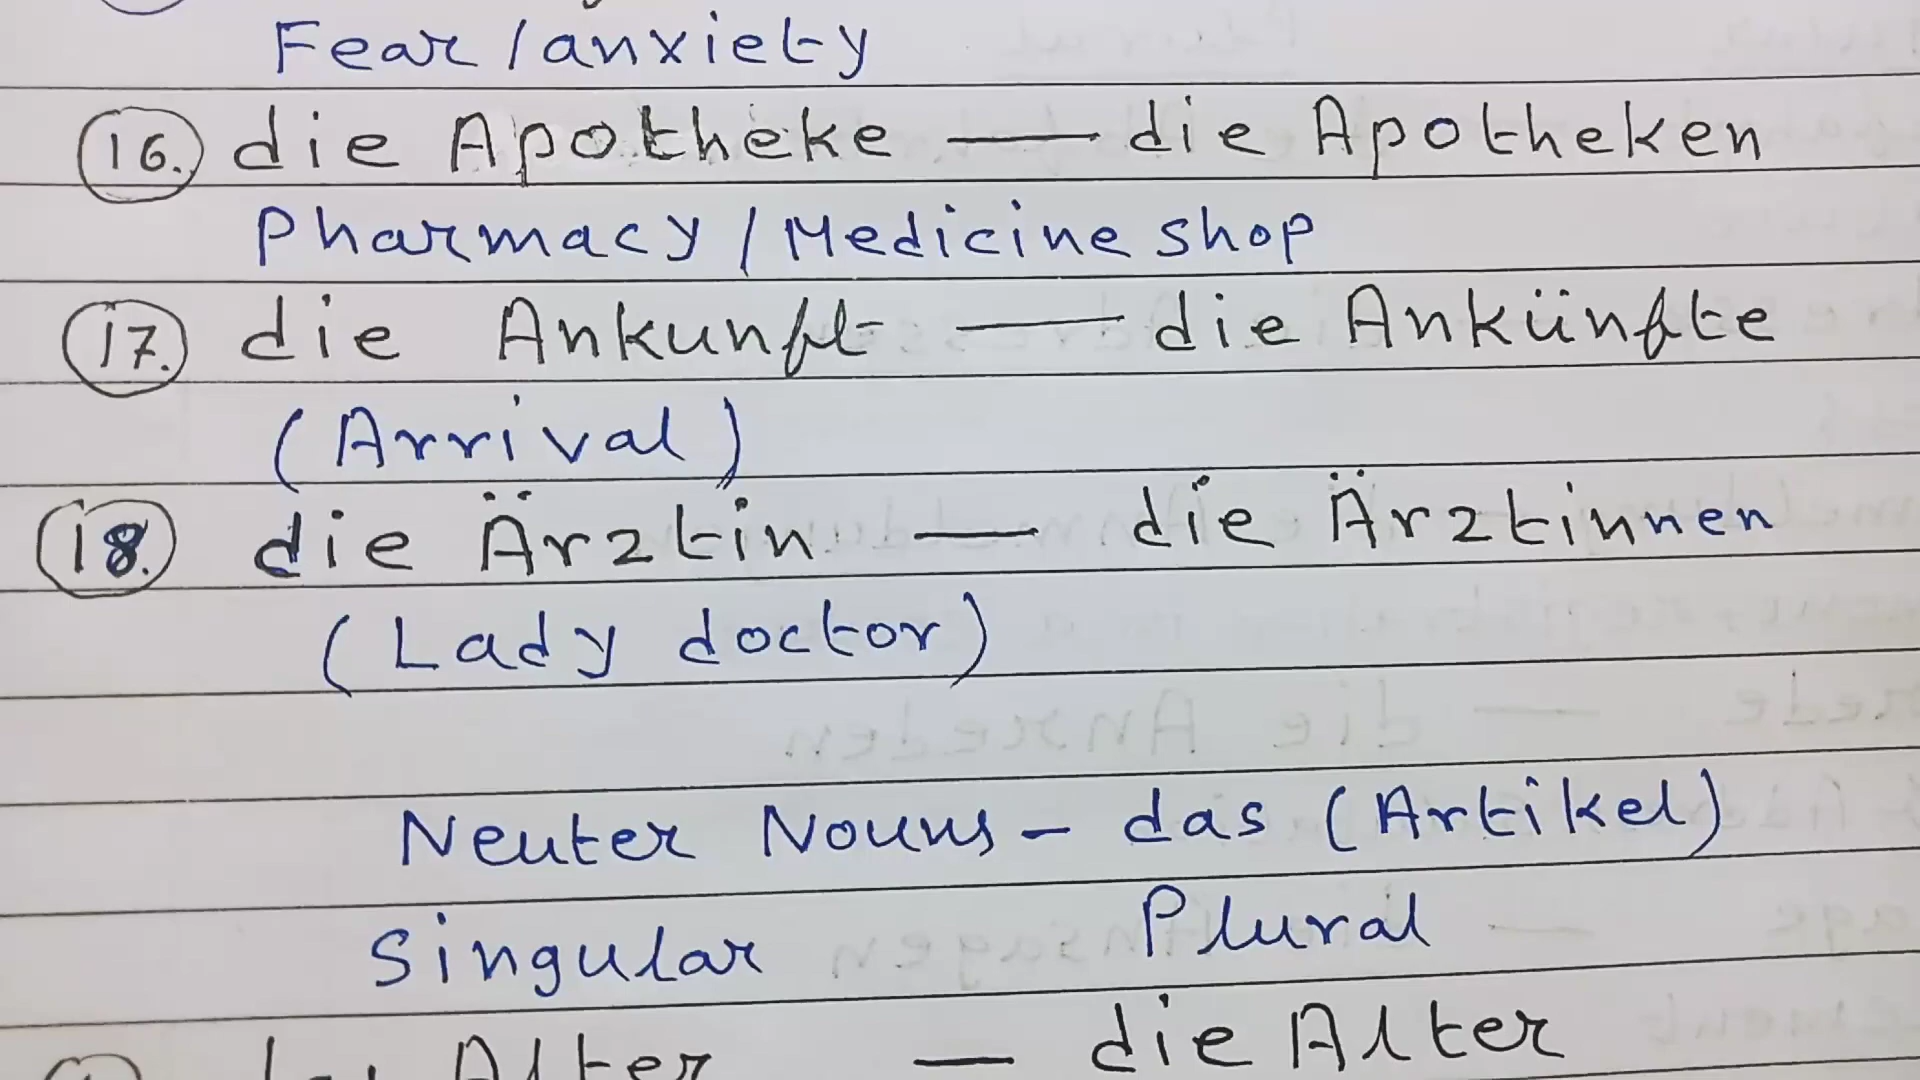 Fear / anxiety
16. die Apotheke — die Apotheken
Pharmacy / Medicine shop
17. die Ankunft — die Ankünfte
(Arrival)
18. die Ärztin — die Ärztinnen
(Lady doctor)
Neuter Nouns - das (Artikel)
Singular Plural
Alter — die Alter